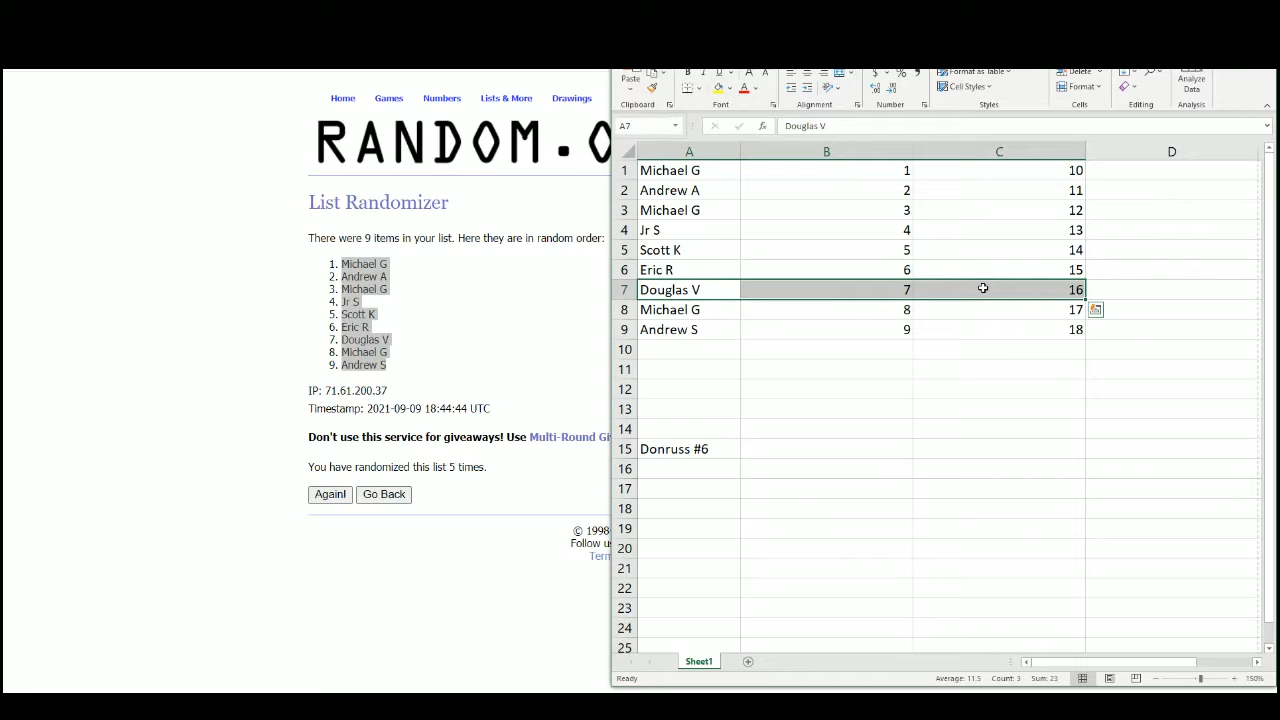 Home Games Numbers Lists & More Drawings
RANDOM.O
List Randomizer
There were 9 items in your list. Here they are in random order:
1. Michael G
2. Andrew A
3. Michael G
4. Jr S
5. Scott K
6. Eric R
7. Douglas V
8. Michael G
9. Andrew S
IP: 71.61.200.37
Timestamp: 2021-09-09 18:44:44 UTC
Don't use this service for giveaways! Use Multi-Round Gi
You have randomized this list 5 times.
Again!
Go Back
© 1998-
Follow us
Term
Paste
B I U A A
$ % 9
Format as Table
Cell Styles
Delete
Format
Analyze
Data
Clipboard Font Alignment Number Styles Cells Editing Analysis
A7 fx Douglas V
A B C D
1 Michael G 1 10
2 Andrew A 2 11
3 Michael G 3 12
4 Jr S 4 13
5 Scott K 5 14
6 Eric R 6 15
7 Douglas V 7 16
8 Michael G 8 17
9 Andrew S 9 18
10
11
12
13
14
15 Donruss #6
16
17
18
19
20
21
22
23
24
25
Sheet1
Ready Average: 11.5 Count: 3 Sum: 23 150%